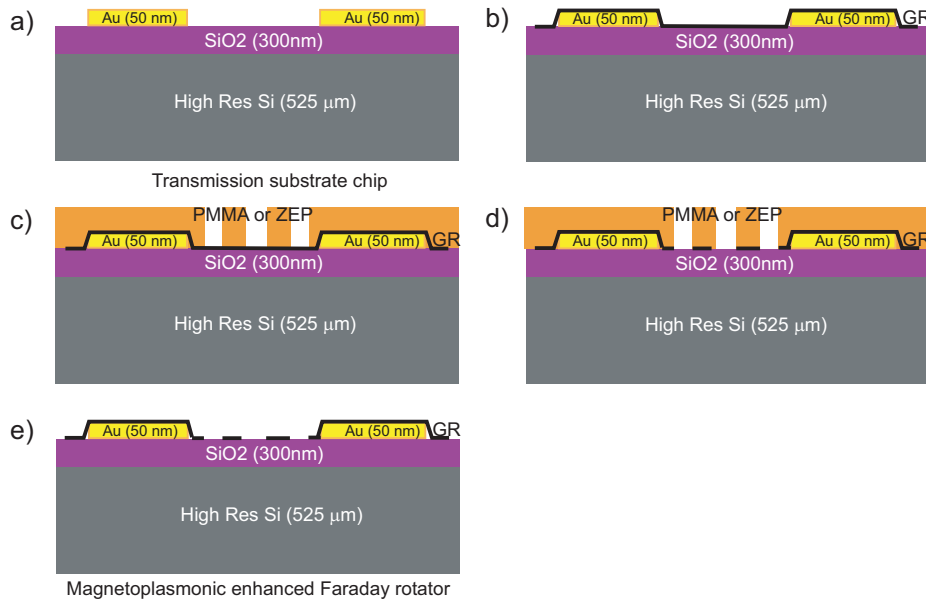 a)
Au (50 nm)
Au (50 nm)
SiO2 (300nm)
High Res Si (525 μm)
Transmission substrate chip
b)
Au (50 nm)
Au (50 nm)
GR
SiO2 (300nm)
High Res Si (525 μm)
c)
PMMA or ZEP
Au (50 nm)
Au (50 nm)
GR
SiO2 (300nm)
High Res Si (525 μm)
d)
PMMA or ZEP
Au (50 nm)
Au (50 nm)
GR
SiO2 (300nm)
High Res Si (525 μm)
e)
Au (50 nm)
Au (50 nm)
GR
SiO2 (300nm)
High Res Si (525 μm)
Magnetoplasmonic enhanced Faraday rotator